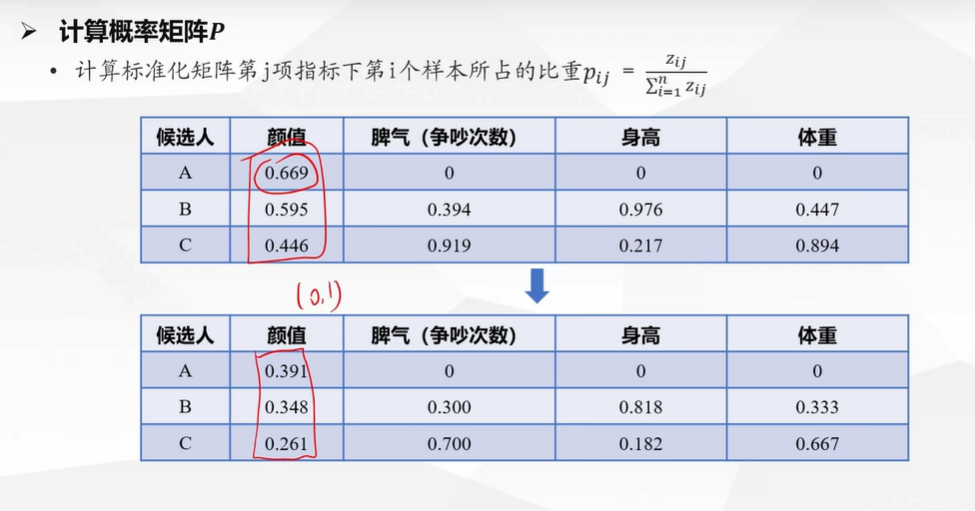 ➤ 计算概率矩阵P
• 计算标准化矩阵第j项指标下第i个样本所占的比重p_{ij} = \frac{z_{ij}}{\sum_{i=1}^{n} z_{ij}}
候选人 颜值 脾气（争吵次数） 身高 体重
A 0.669 0 0 0
B 0.595 0.394 0.976 0.447
C 0.446 0.919 0.217 0.894
(0,1)
候选人 颜值 脾气（争吵次数） 身高 体重
A 0.391 0 0 0
B 0.348 0.300 0.818 0.333
C 0.261 0.700 0.182 0.667